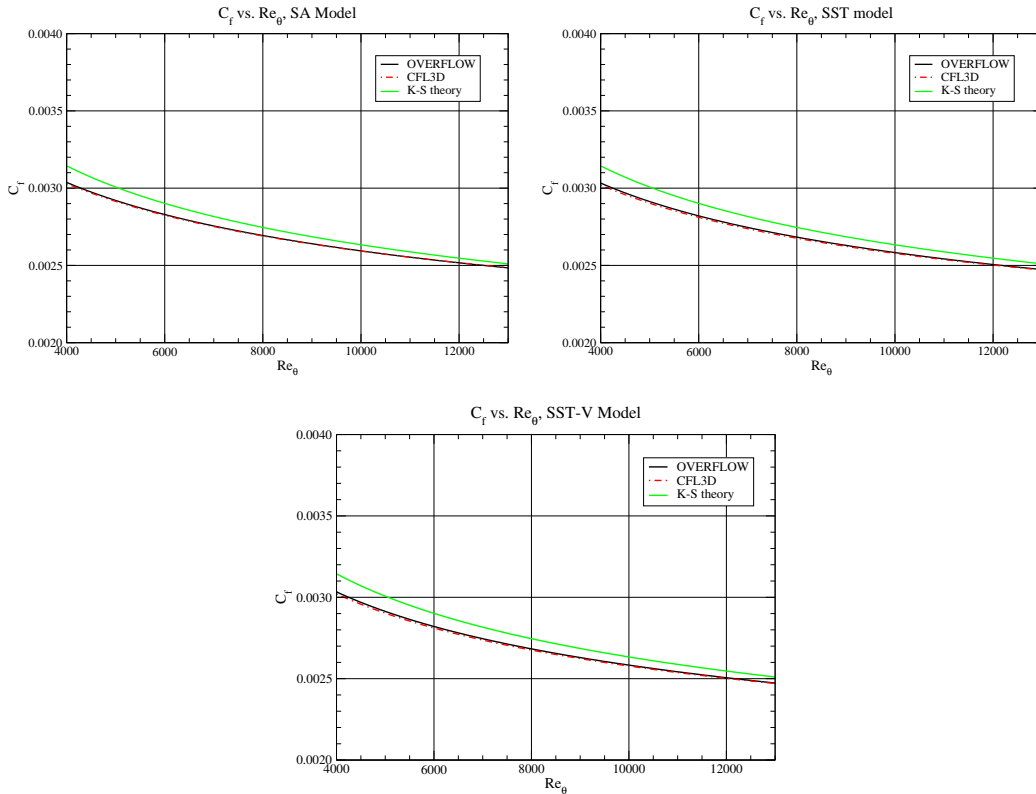 C_f vs. Re_θ, SA Model
0.0040
0.0035
0.0030
0.0025
0.0020
C_f
4000 6000 8000 10000 12000
Re_θ
OVERFLOW
CFL3D
K-S theory
C_f vs. Re_θ, SST model
0.0040
0.0035
0.0030
0.0025
0.0020
C_f
4000 6000 8000 10000 12000
Re_θ
OVERFLOW
CFL3D
K-S theory
C_f vs. Re_θ, SST-V Model
0.0040
0.0035
0.0030
0.0025
0.0020
C_f
4000 6000 8000 10000 12000
Re_θ
OVERFLOW
CFL3D
K-S theory